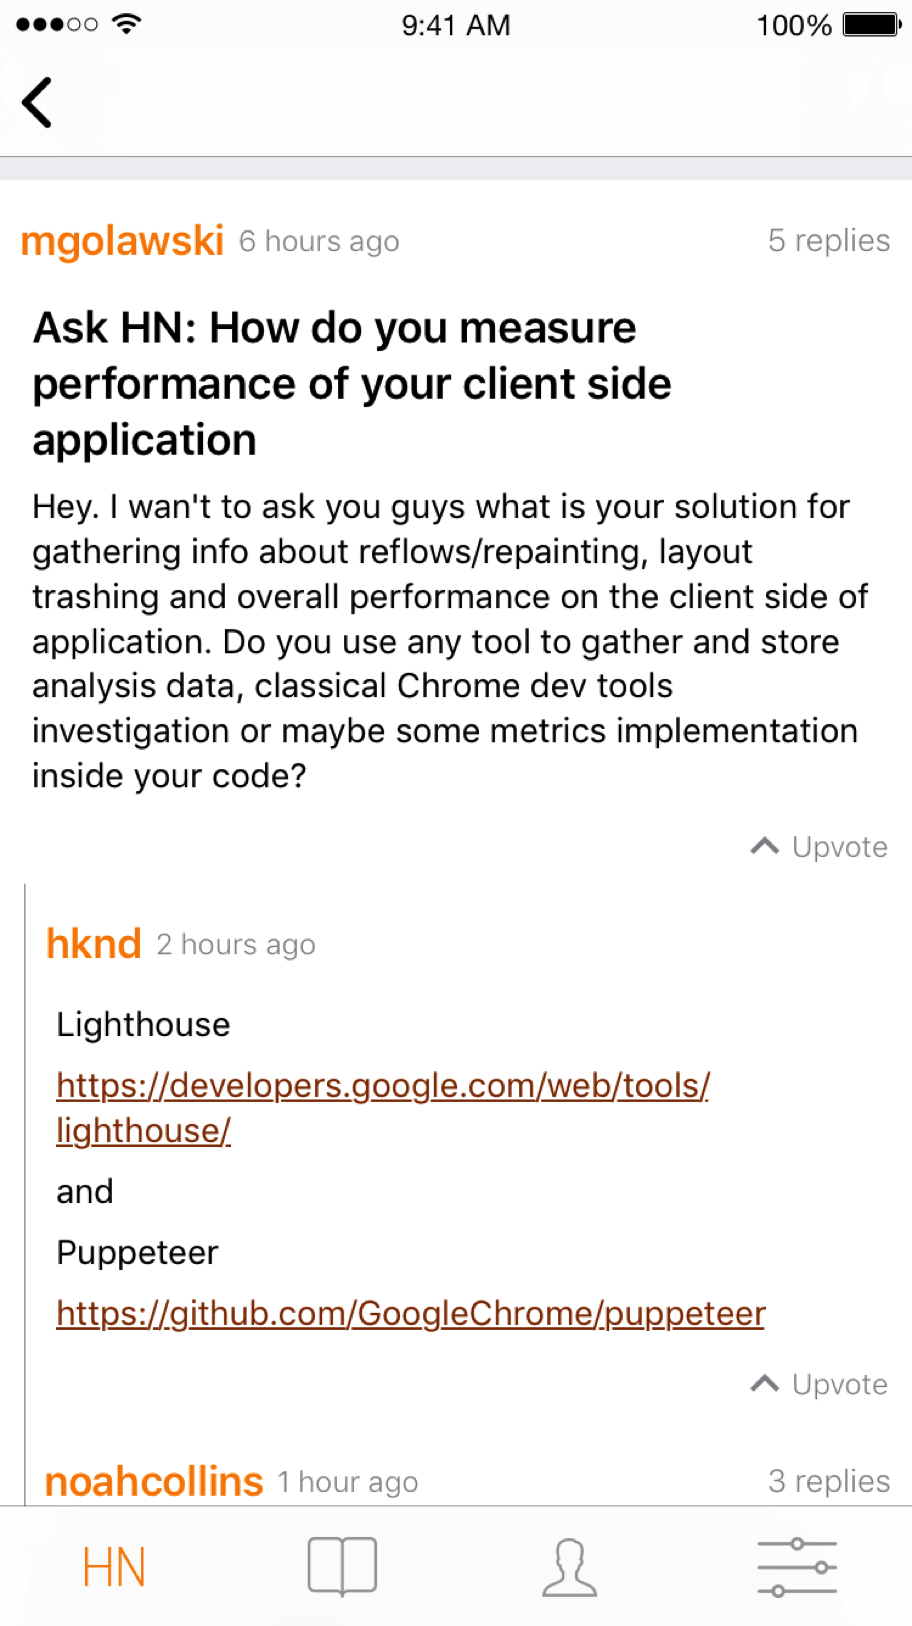 9:41 AM
100%
mgolawski 6 hours ago
5 replies
Ask HN: How do you measure
performance of your client side
application
Hey. I wan't to ask you guys what is your solution for
gathering info about reflows/repainting, layout
trashing and overall performance on the client side of
application. Do you use any tool to gather and store
analysis data, classical Chrome dev tools
investigation or maybe some metrics implementation
inside your code?
Upvote
hknd 2 hours ago
Lighthouse
https://developers.google.com/web/tools/
lighthouse/
and
Puppeteer
https://github.com/GoogleChrome/puppeteer
Upvote
noahcollins 1 hour ago
3 replies
HN